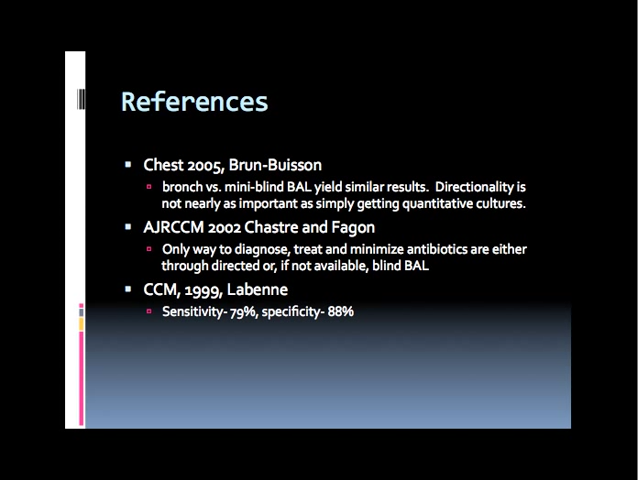 References
Chest 2005, Brun-Buisson
bronch vs. mini-blind BAL yield similar results. Directionality is
not nearly as important as simply getting quantitative cultures.
AJRCCM 2002 Chastre and Fagon
Only way to diagnose, treat and minimize antibiotics are either
through directed or, if not available, blind BAL
CCM, 1999, Labenne
Sensitivity- 79%, specificity- 88%